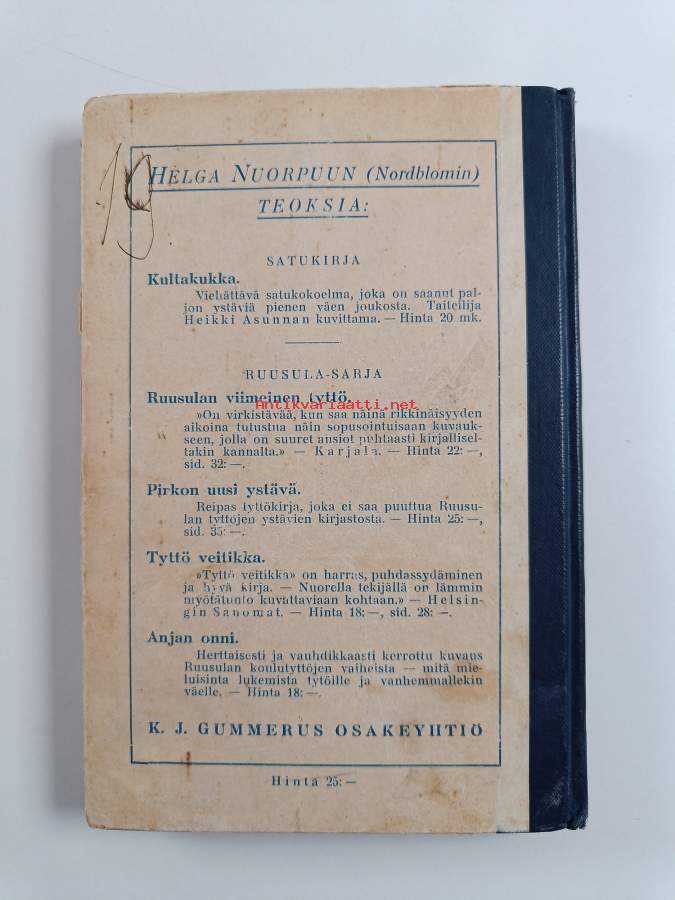 19
HELGA NUORPUUN (Nordblomin)
TEOKSIA:
SATUKIRJA
Kultakukka.
Viehättävä satukokoelma, joka on saanut pal-
jon ystäviä pienen väen joukosta. Taiteilija
Heikki Asunnan kuvittama. — Hinta 20 mk.
RUUSULA-SARJA
Ruusulan viimeinen tyttö.
Antikvariaatti.net
»On virkistävää, kun saa näinä rikkinäisyyden
aikoina tutustua näin sopusointuisaan kuvauk-
seen, jolla on suuret ansiot puhtaasti kirjallisel-
takin kannalta.» — Karjala. — Hinta 22: —,
sid. 32: —.
Pirkon uusi ystävä.
Reipas tyttökirja, joka ei saa puuttua Ruusu-
lan tyttöjen ystävien kirjastosta. — Hinta 25: —,
sid. 35: —.
Tyttö veitikka.
»Tyttö veitikka» on harras, puhdassydäminen
ja hyvä kirja. — Nuorella tekijällä on lämmin
myötätunto kuvattaviaan kohtaan.» — Helsin-
gin Sanomat. — Hinta 18: —, sid. 28: —.
Anjan onni.
Herttaisesti ja vauhdikkaasti kerrottu kuvaus
Ruusulan koulutyttöjen vaiheista — mitä mie-
luisinta lukemista tytöille ja vanhemmallekin
väelle. — Hinta 18: —.
K. J. GUMMERUS OSAKEYHTIÖ
Hinta 25: —